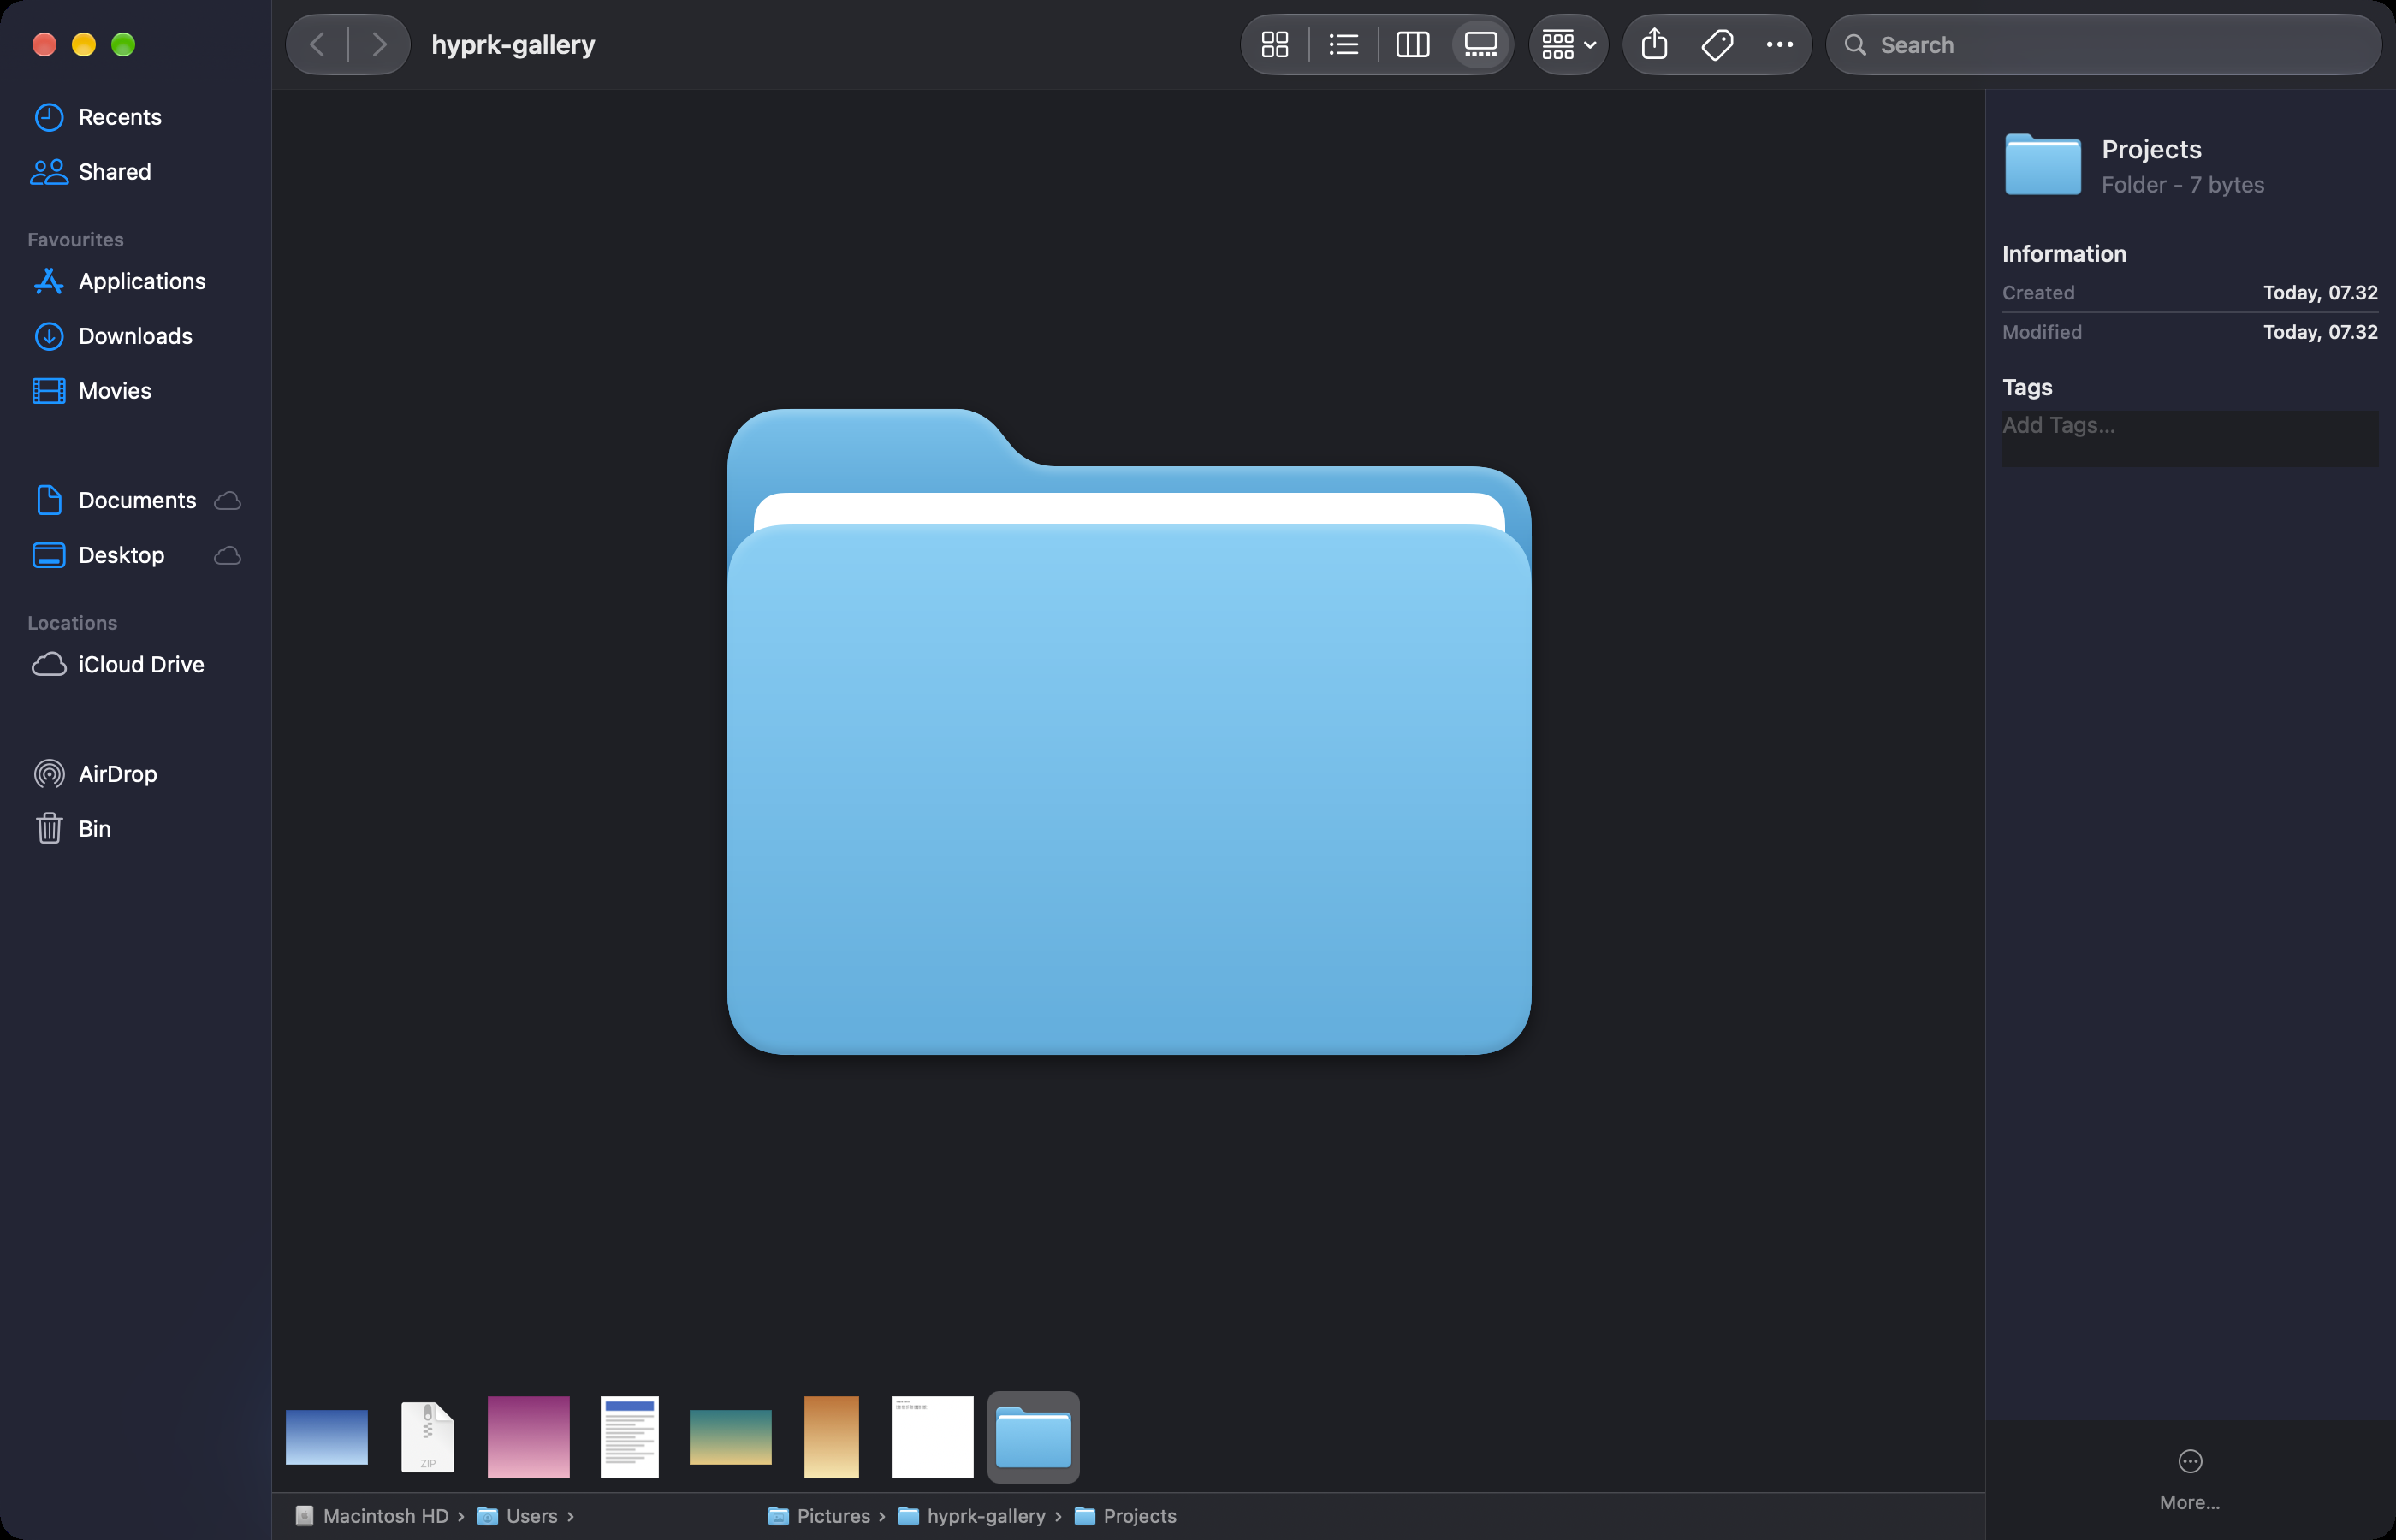 hyprk-gallery
Search
Recents
Shared
Favourites
Applications
Downloads
Movies
Documents
Desktop
Locations
iCloud Drive
AirDrop
Bin
Projects
Folder - 7 bytes
Information
Created Today, 07.32
Modified Today, 07.32
Tags
Add Tags...
ZIP
More...
Macintosh HD › Users › Pictures › hyprk-gallery › Projects